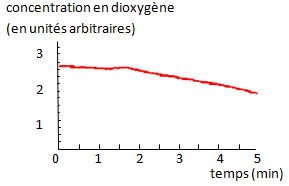 concentration en dioxygène
(en unités arbitraires)
3
2
1
0 1 2 3 4 5
temps (min)